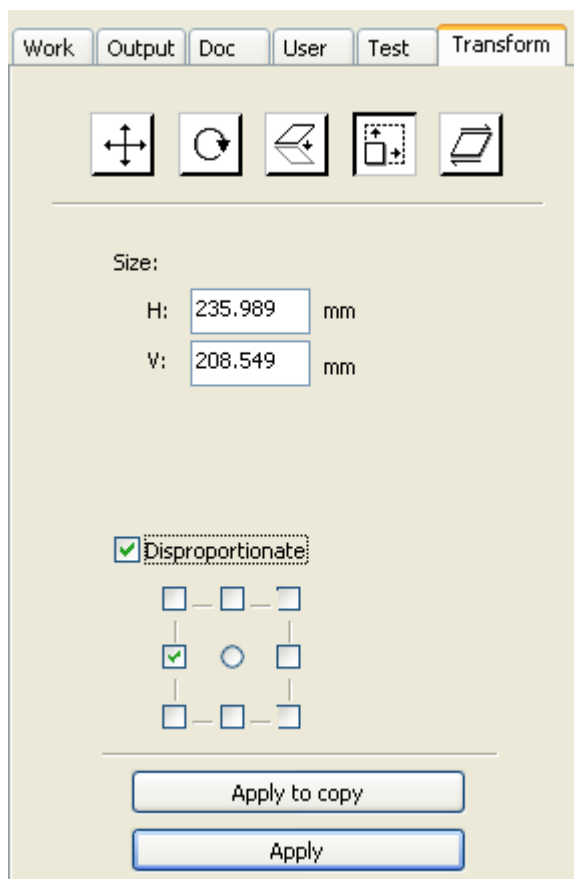 Work Output Doc User Test Transform
Size:
H: 235.989 mm
V: 208.549 mm
Disproportionate
Apply to copy
Apply